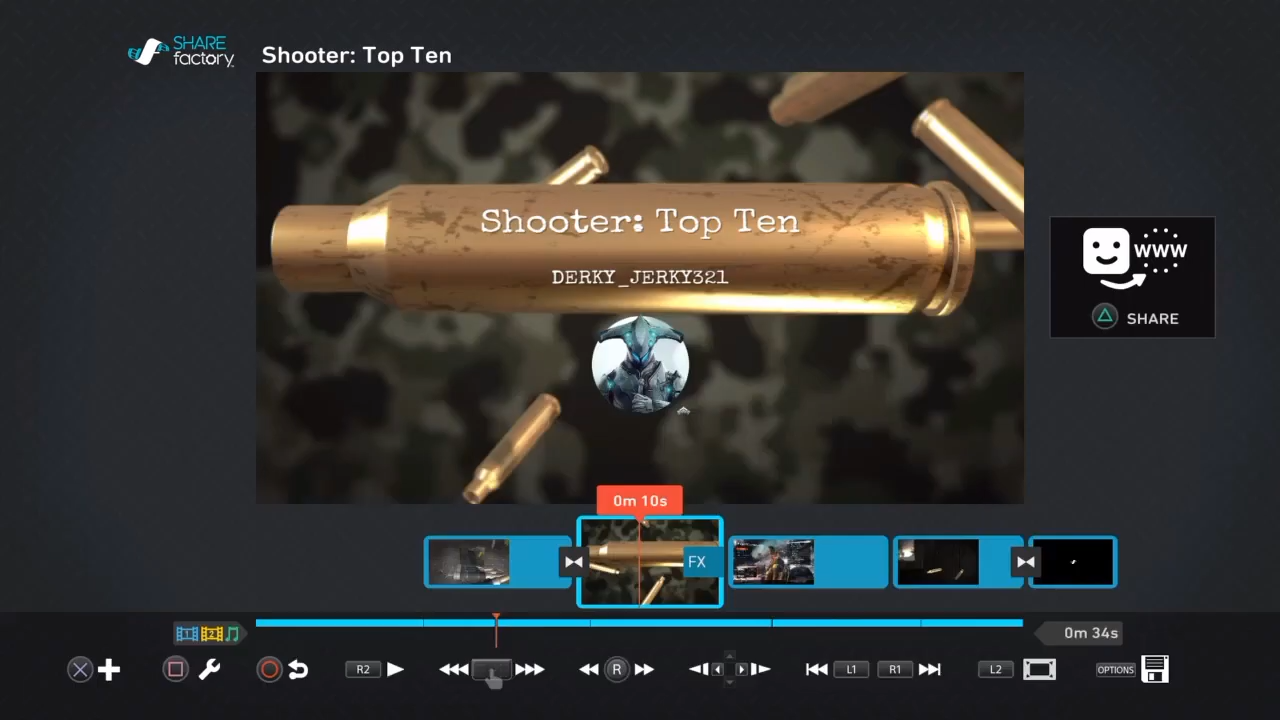 SHARE
factory
Shooter: Top Ten
Shooter: Top Ten
DERKY_JERKY321
WWW
SHARE
0m 10s
FX
0m 34s
R2
R
L1
R1
L2
OPTIONS